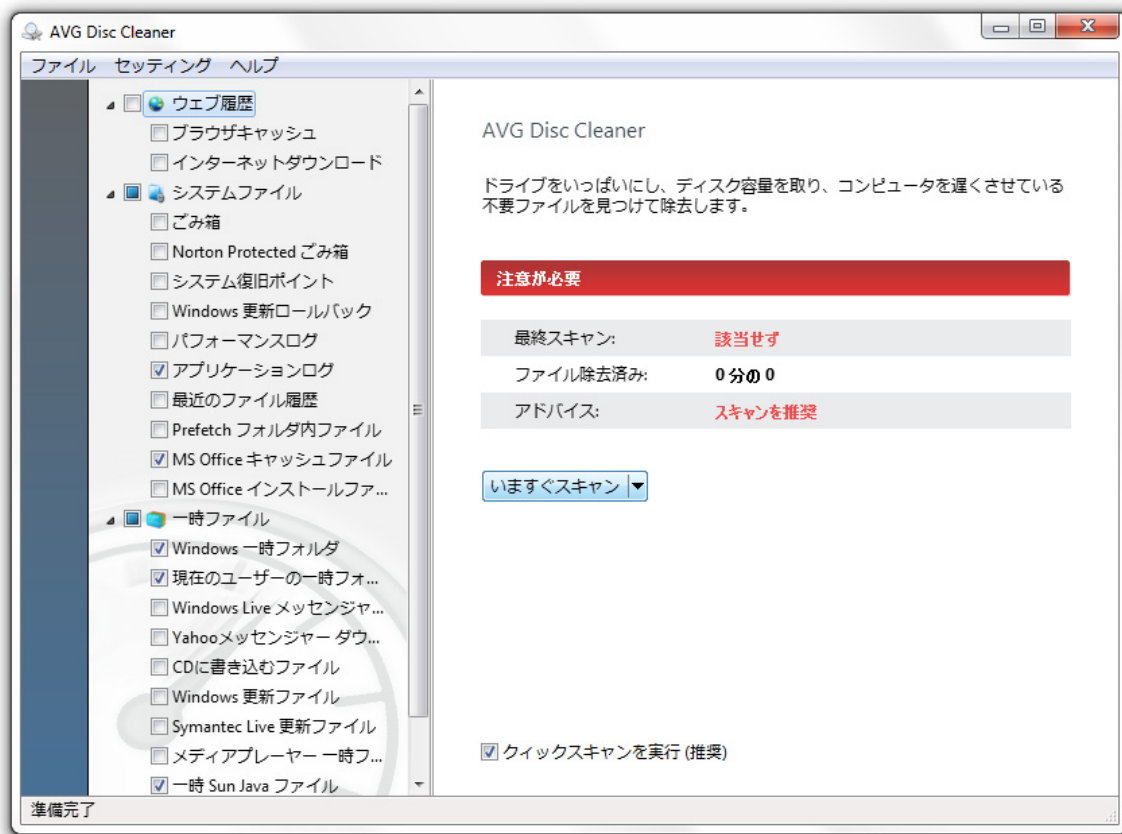 AVG Disc Cleaner
ファイル セッティング ヘルプ
ウェブ履歴
ブラウザキャッシュ
インターネットダウンロード
システムファイル
ごみ箱
Norton Protected ごみ箱
システム復旧ポイント
Windows 更新ロールバック
パフォーマンスログ
アプリケーションログ
最近のファイル履歴
Prefetch フォルダ内ファイル
MS Office キャッシュファイル
MS Office インストールファ...
一時ファイル
Windows 一時フォルダ
現在のユーザーの一時フォ...
Windows Live メッセンジャ...
Yahooメッセンジャー ダウ...
CDに書き込むファイル
Windows 更新ファイル
Symantec Live 更新ファイル
メディアプレーヤー 一時フ...
一時 Sun Java ファイル
AVG Disc Cleaner
ドライブをいっぱいにし、ディスク容量を取り、コンピュータを遅くさせている
不要ファイルを見つけて除去します。
注意が必要
最終スキャン: 該当せず
ファイル除去済み: 0 分の 0
アドバイス: スキャンを推奨
いますぐスキャン
クィックスキャンを実行 (推奨)
準備完了